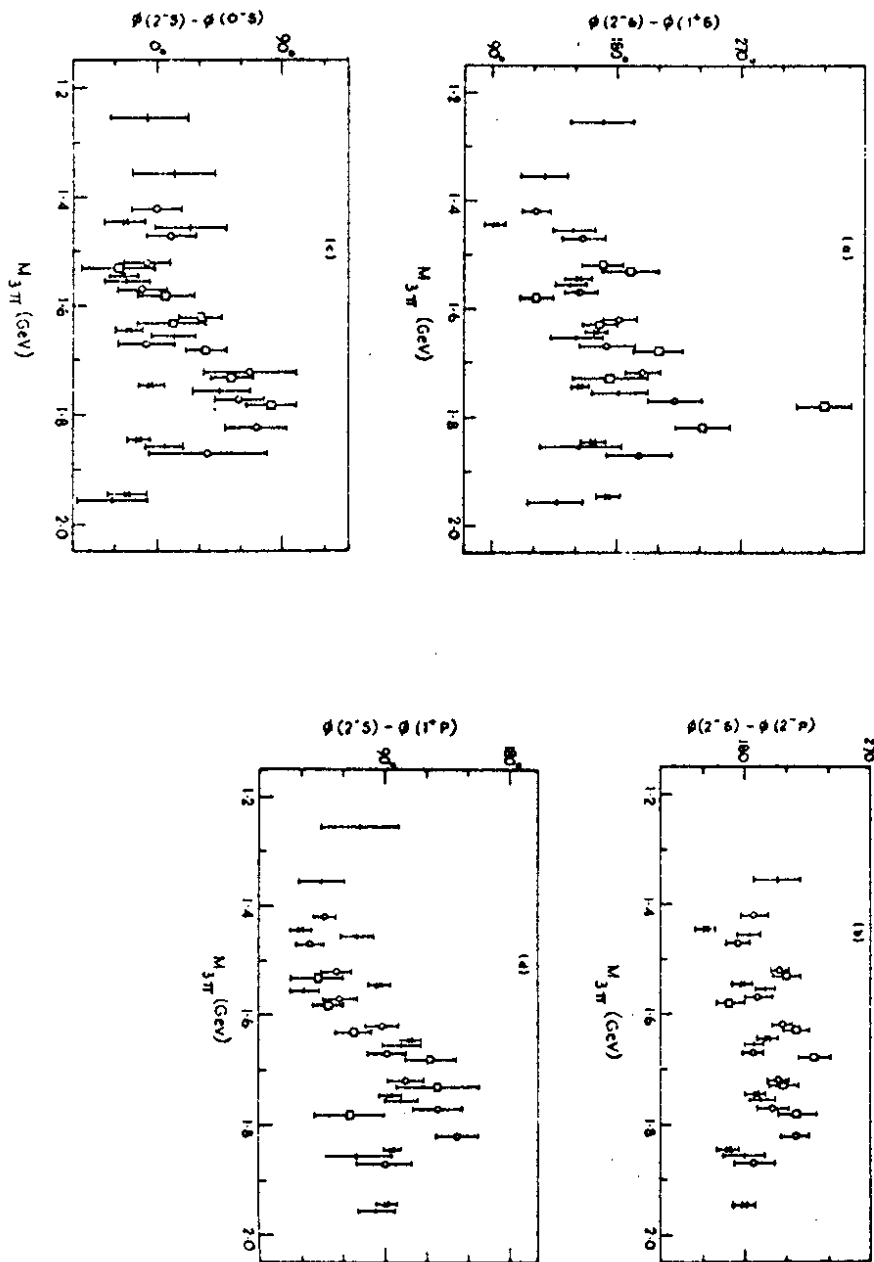 (a)
ø(2⁻S) – ø(1⁺S)
90°
180°
270°
1·2
1·4
1·6
1·8
2·0
M3π (GeV)
(b)
ø(2⁻S) – ø(2⁻P)
180°
270
1·2
1·4
1·6
1·8
2·0
M3π (GeV)
(c)
ø(2⁻S) – ø(0⁻S)
0°
90°
1·2
1·4
1·6
1·8
2·0
M3π (GeV)
(d)
ø(2⁻S) – ø(1⁺P)
90°
180°
1·2
1·4
1·6
1·8
2·0
M3π (GeV)